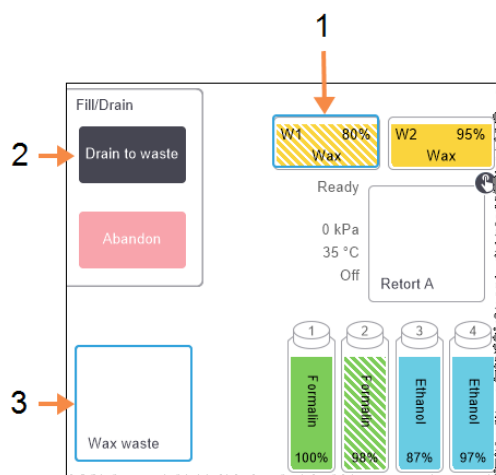 1
Fill/Drain
2
Drain to waste
Abandon
W1 80%
Wax
W2 95%
Wax
Ready
0 kPa
35 °C
Off
Retort A
3
Wax waste
1
Formalin
100%
2
Formalin
98%
3
Ethanol
87%
4
Ethanol
97%